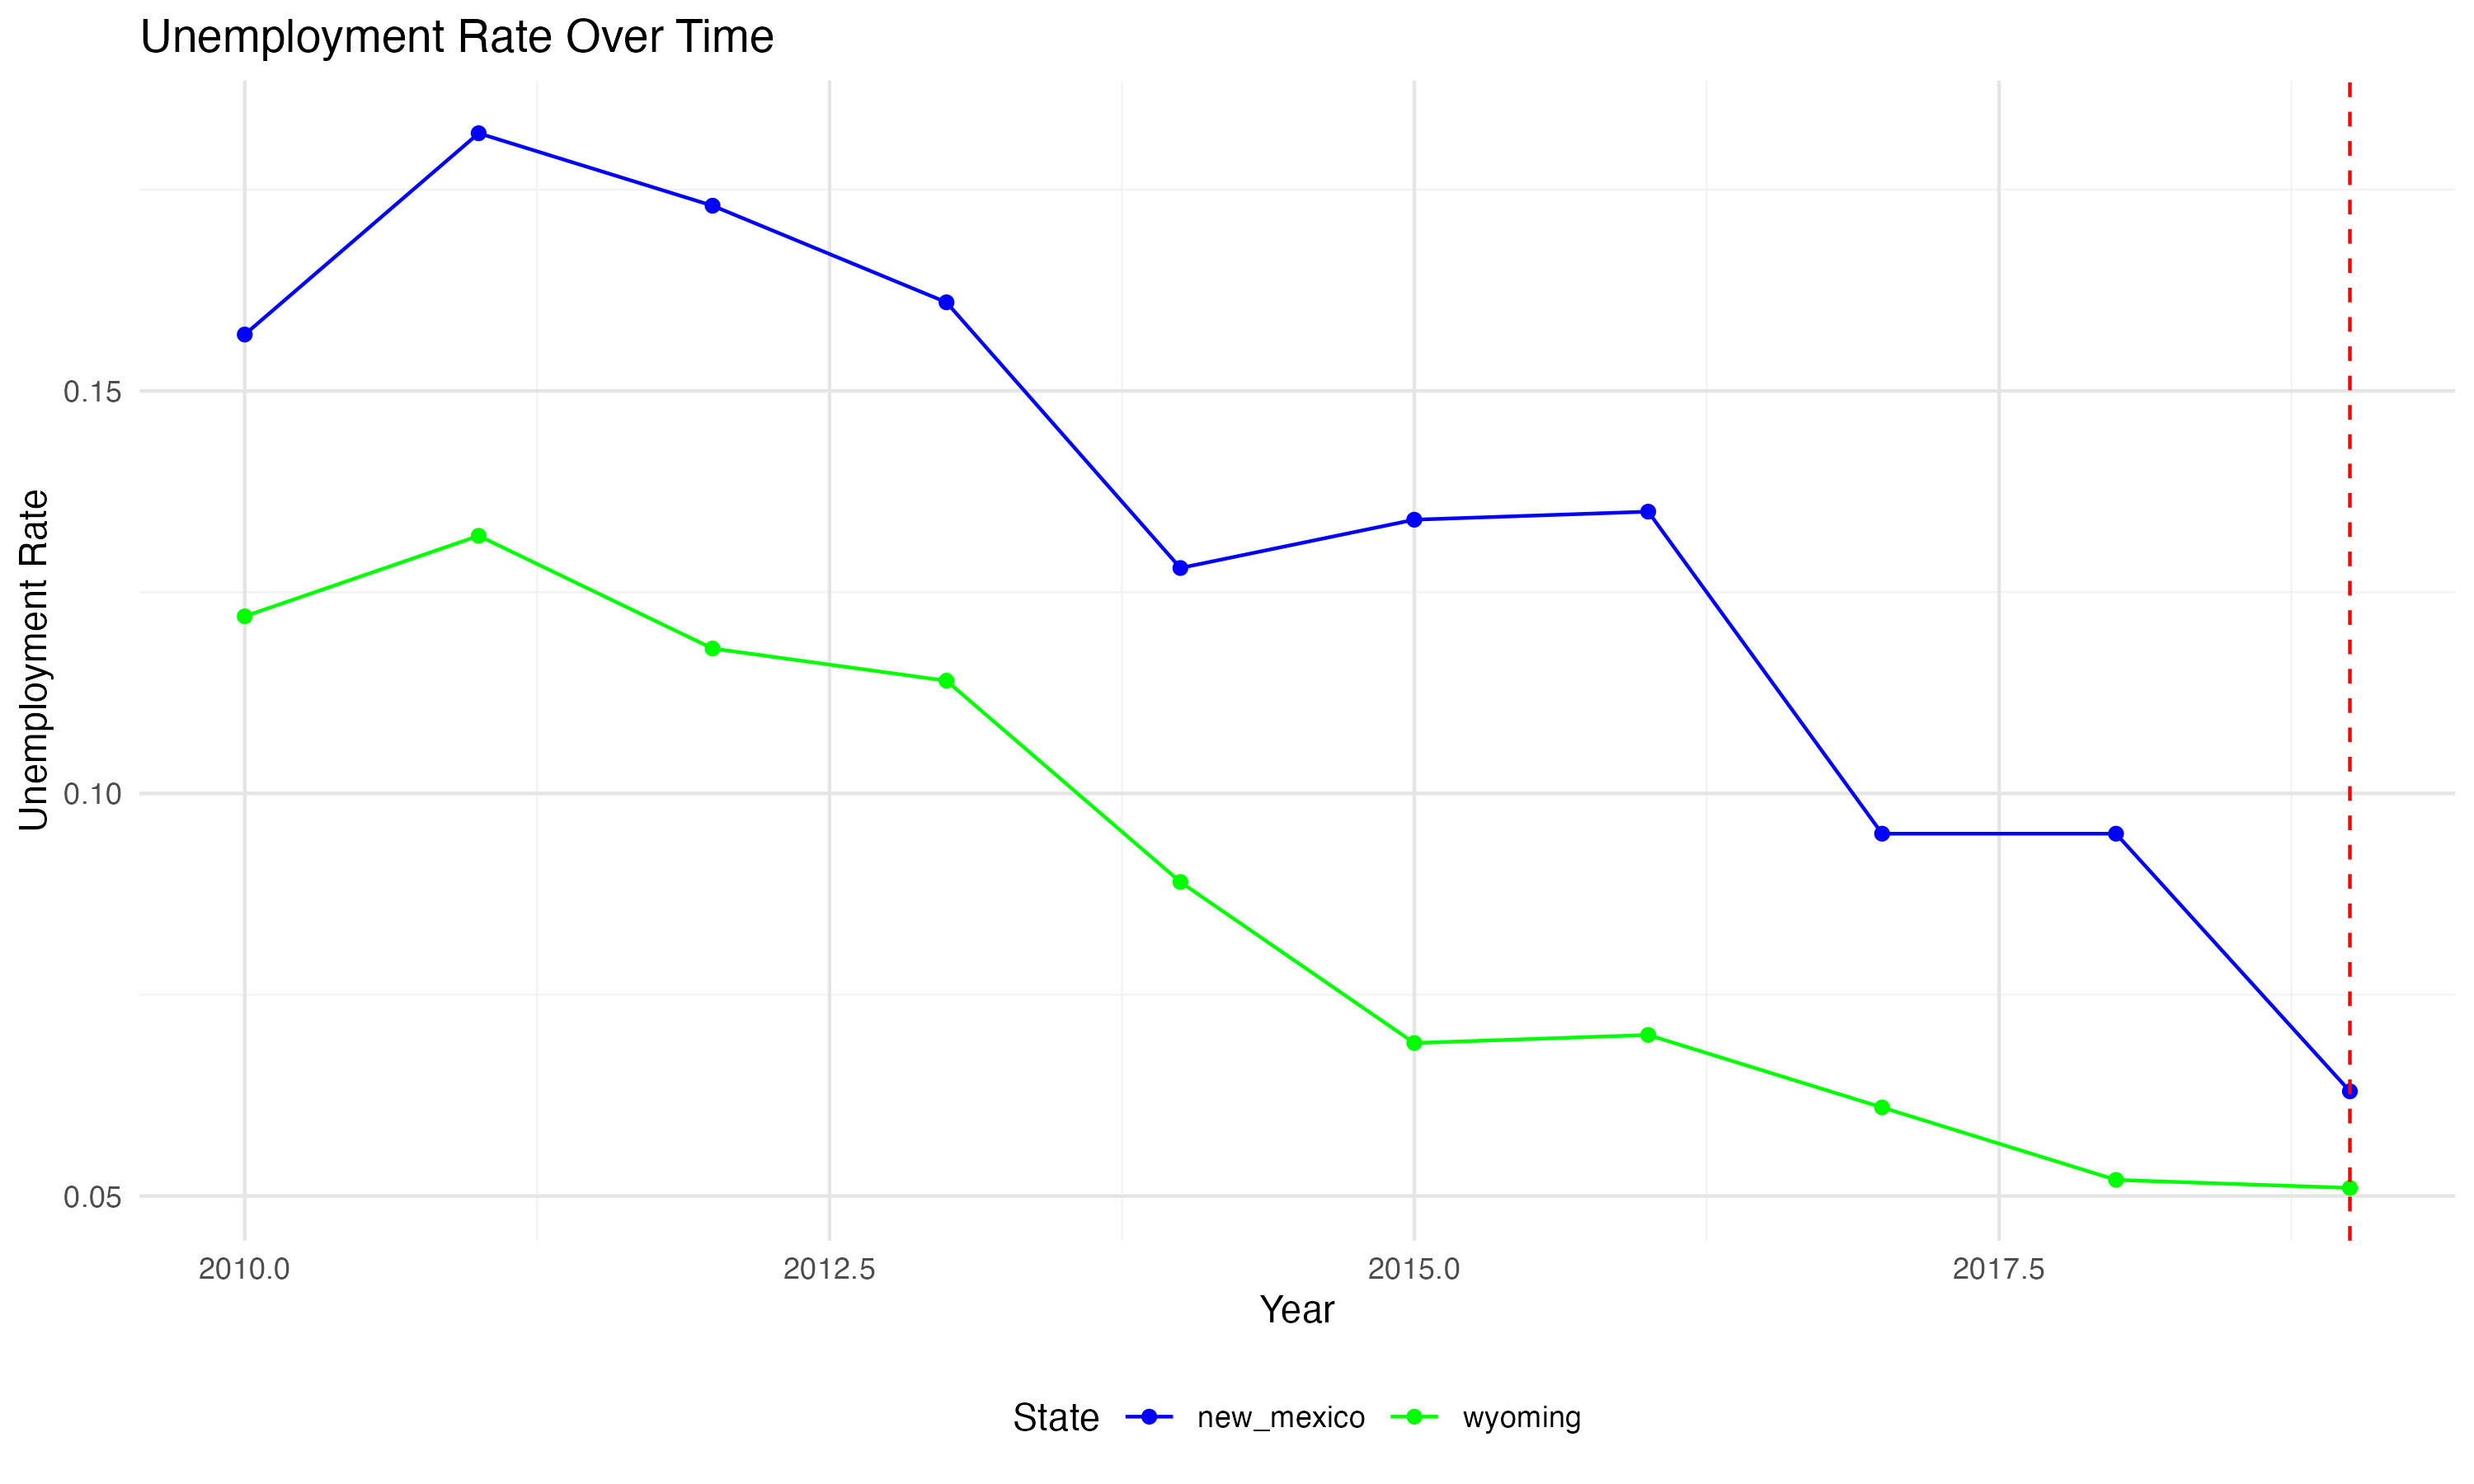 Unemployment Rate Over Time
Unemployment Rate
0.15
0.10
0.05
2010.0 2012.5 2015.0 2017.5
Year
State new_mexico wyoming